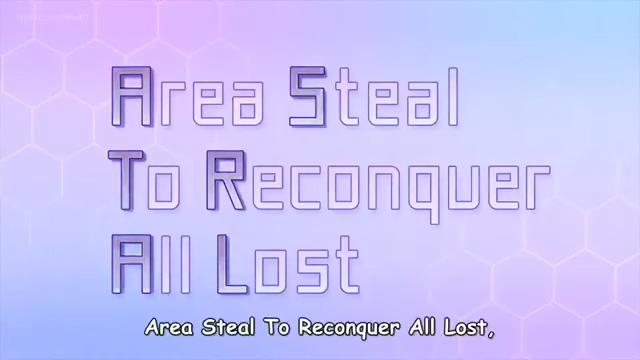 Area Steal
To Reconquer
All Lost
Area Steal To Reconquer All Lost,